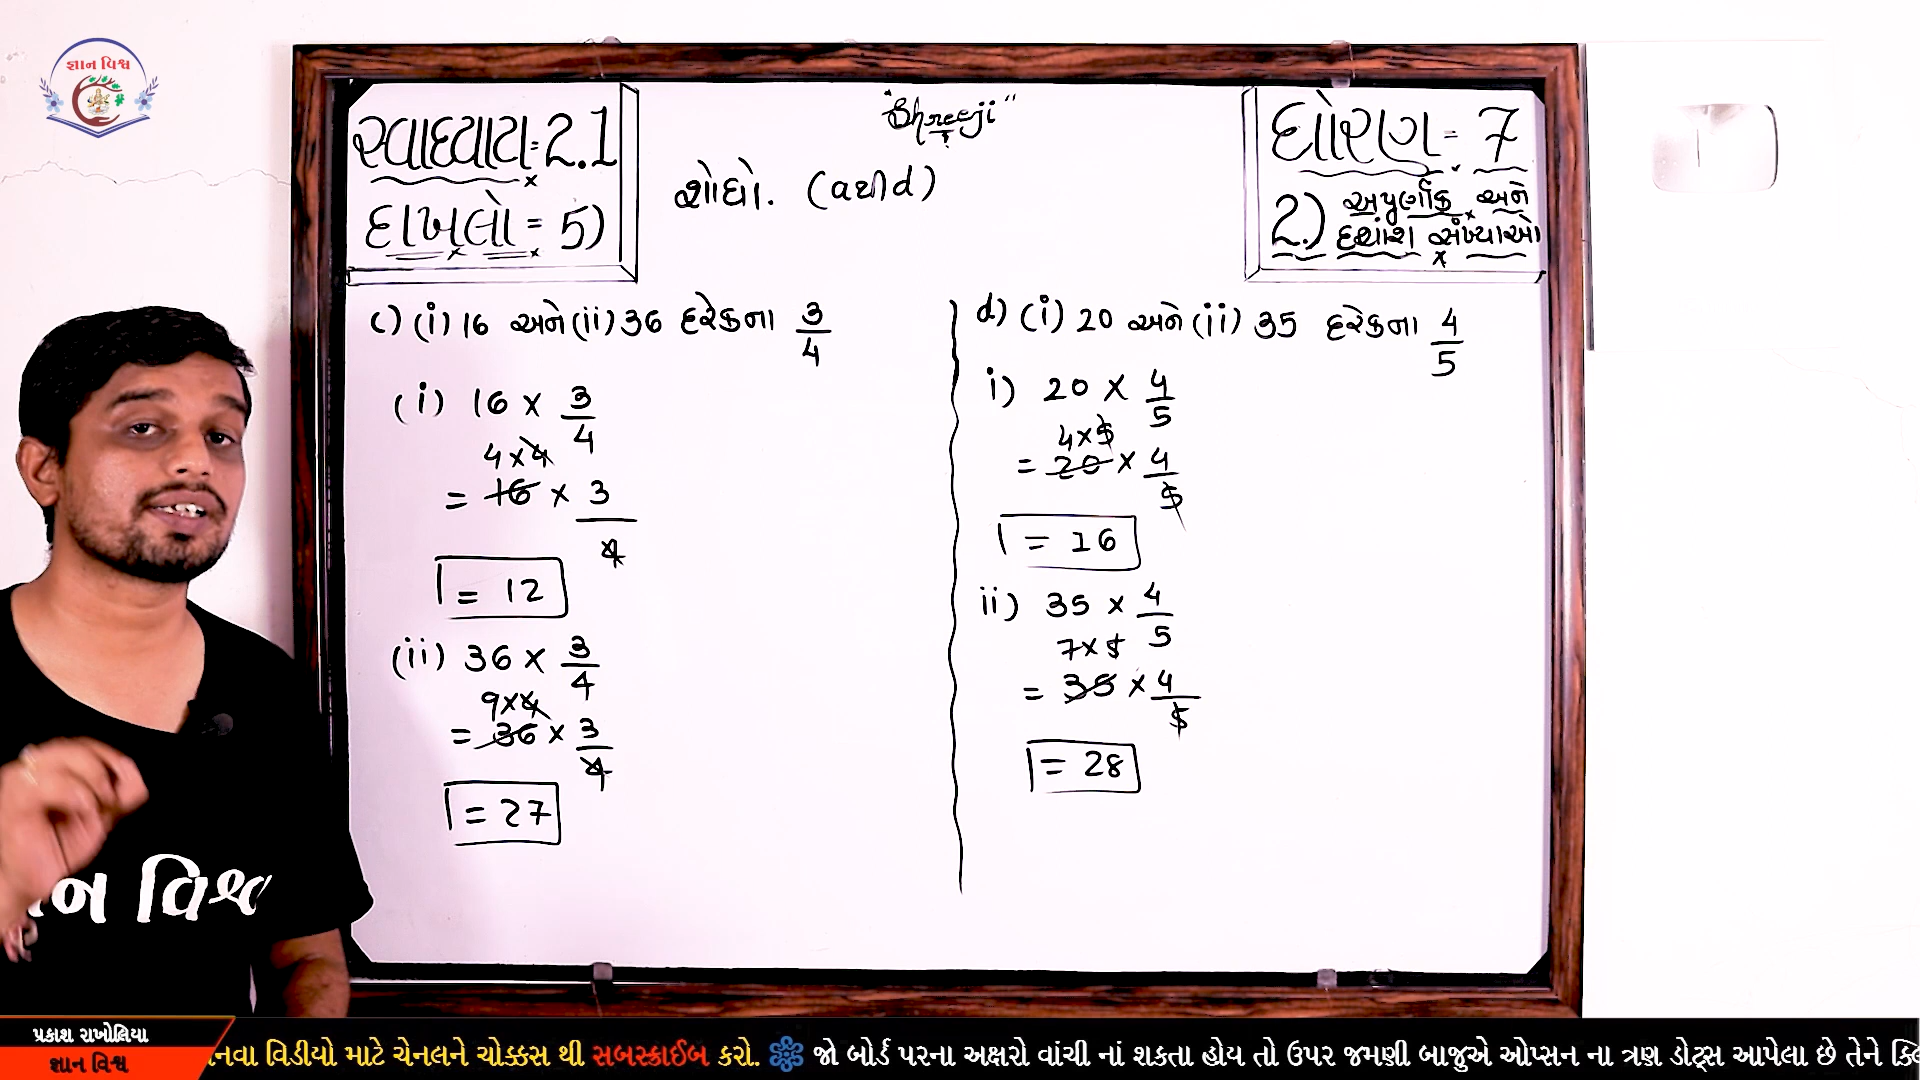 જ્ઞાન વિશ્વ
સ્વાધ્યાય=2.1
દાખલો = 5)
"Shreeji"
શોધો. (a થી d)
ધોરણ = 7
2.) અપૂર્ણાંક અને
દશાંશ સંખ્યાઓ
c) (i) 16 અને (ii) 36 દરેકના 3/4
(i) 16 × 3/4
4×4
= 16 × 3/4
= 12
(ii) 36 × 3/4
9×4
= 36 × 3/4
= 27
d) (i) 20 અને (ii) 35 દરેકના 4/5
i) 20 × 4/5
4×5
= 20 × 4/5
= 16
ii) 35 × 4/5
7×5
= 35 × 4/5
= 28
ન વિશ્વ
પ્રકાશ રાખોલિયા
જ્ઞાન વિશ્વ
નવા વિડીયો માટે ચેનલને ચોક્કસ થી સબસ્ક્રાઈબ કરો. જો બોર્ડ પરના અક્ષરો વાંચી નાં શકતા હોય તો ઉપર જમણી બાજુએ ઓપ્સન ના ત્રણ ડોટ્સ આપેલા છે તેને ક્લિ